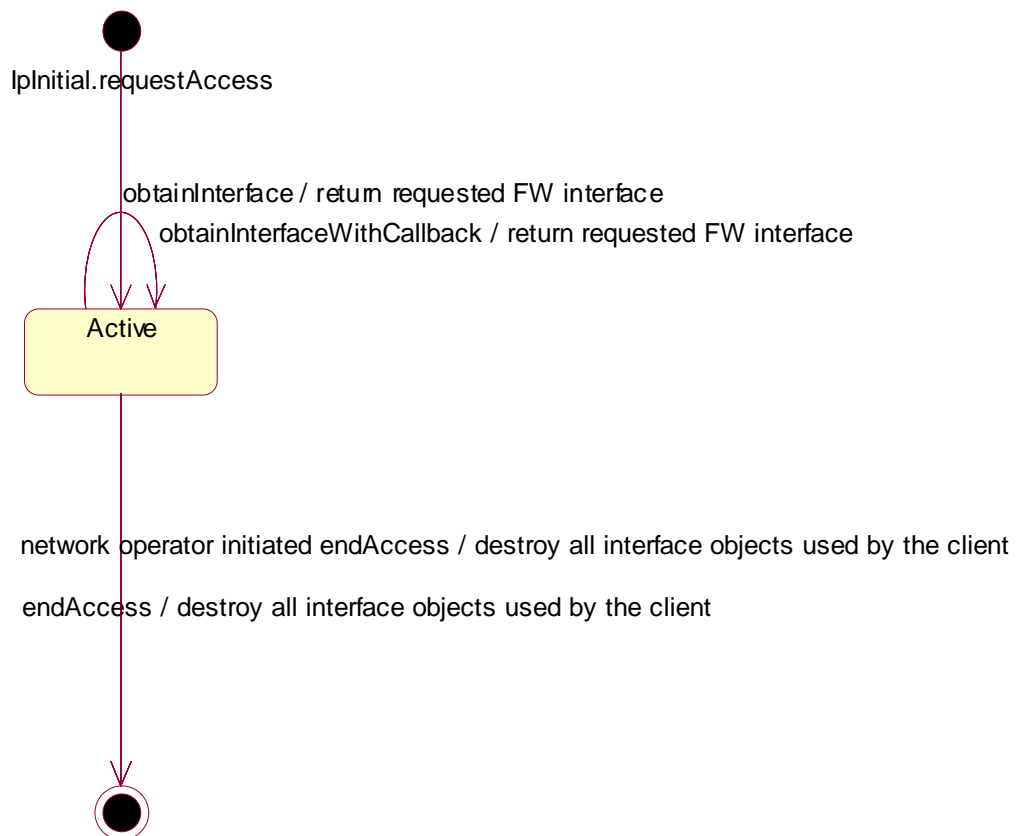 IpInitial.requestAccess
obtainInterface / return requested FW interface
obtainInterfaceWithCallback / return requested FW interface
Active
network operator initiated endAccess / destroy all interface objects used by the client
endAccess / destroy all interface objects used by the client